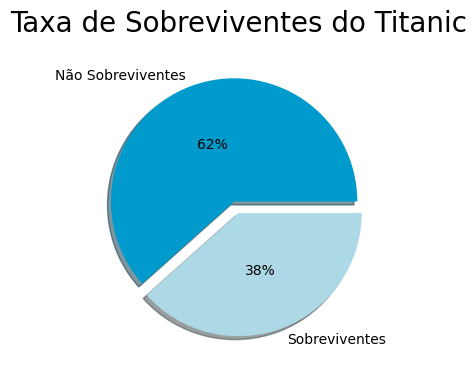 Taxa de Sobreviventes do Titanic
Não Sobreviventes
62%
38%
Sobreviventes